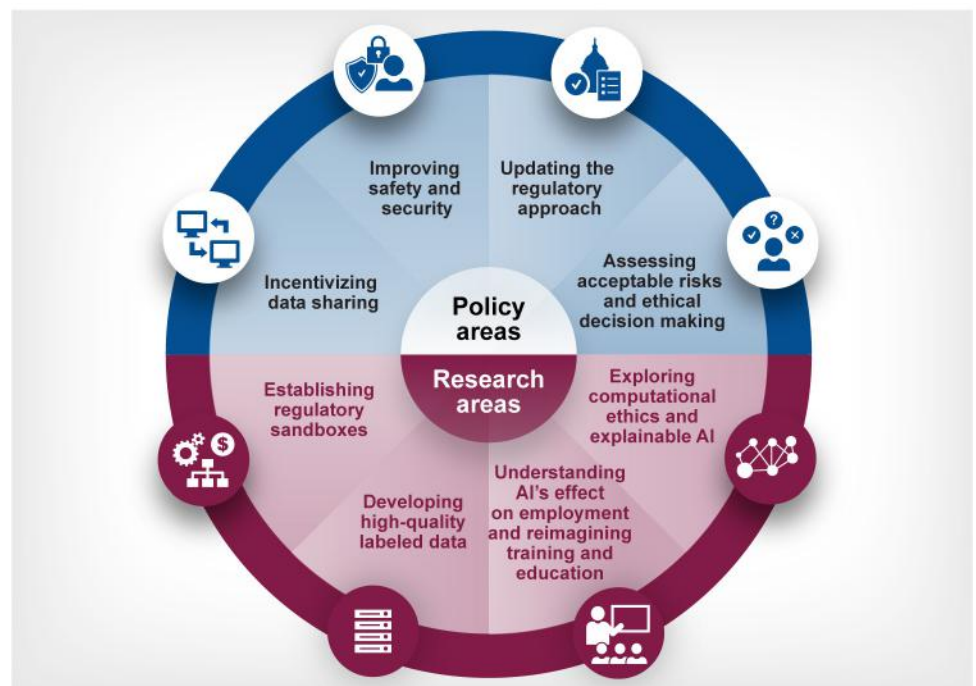 Improving
safety and
security
Updating the
regulatory
approach
Incentivizing
data sharing
Assessing
acceptable risks
and ethical
decision making
Policy
areas
Research
areas
Establishing
regulatory
sandboxes
Exploring
computational
ethics and
explainable AI
Developing
high-quality
labeled data
Understanding
AI's effect
on employment
and reimagining
training and
education
$
?